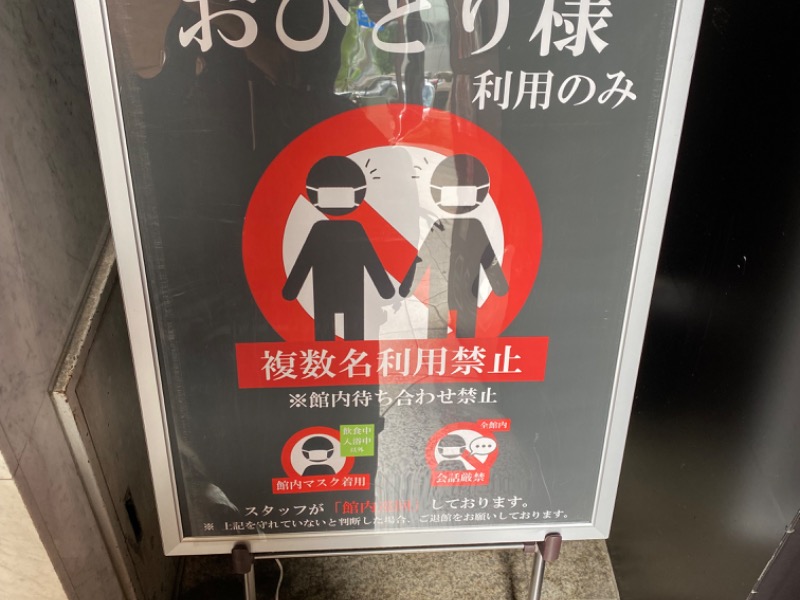 おひとり様
利用のみ
複数名利用禁止
※館内待ち合わせ禁止
飲食中
入浴中
以外
館内マスク着用
全館内
会話厳禁
スタッフが「館内 しております。
※ 上記を守れていないと判断した場合、ご退館をお願いしております。